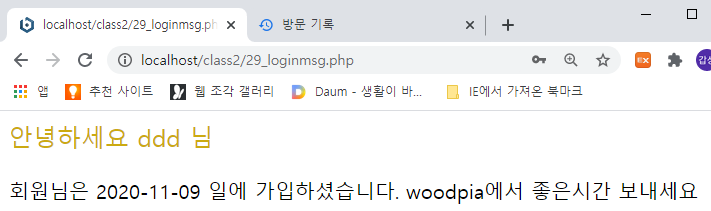 localhost/class2/29_loginmsg.ph
방문 기록
localhost/class2/29_loginmsg.php
앱 추천 사이트 웹 조각 갤러리 Daum - 생활이 바... IE에서 가져온 북마크
안녕하세요 ddd 님
회원님은 2020-11-09 일에 가입하셨습니다. woodpia에서 좋은시간 보내세요